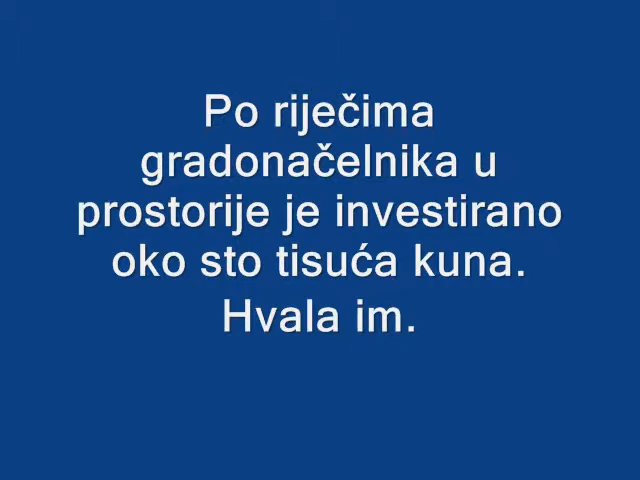 Po riječima
gradonačelnika u
prostorije je investirano
oko sto tisuća kuna.
Hvala im.